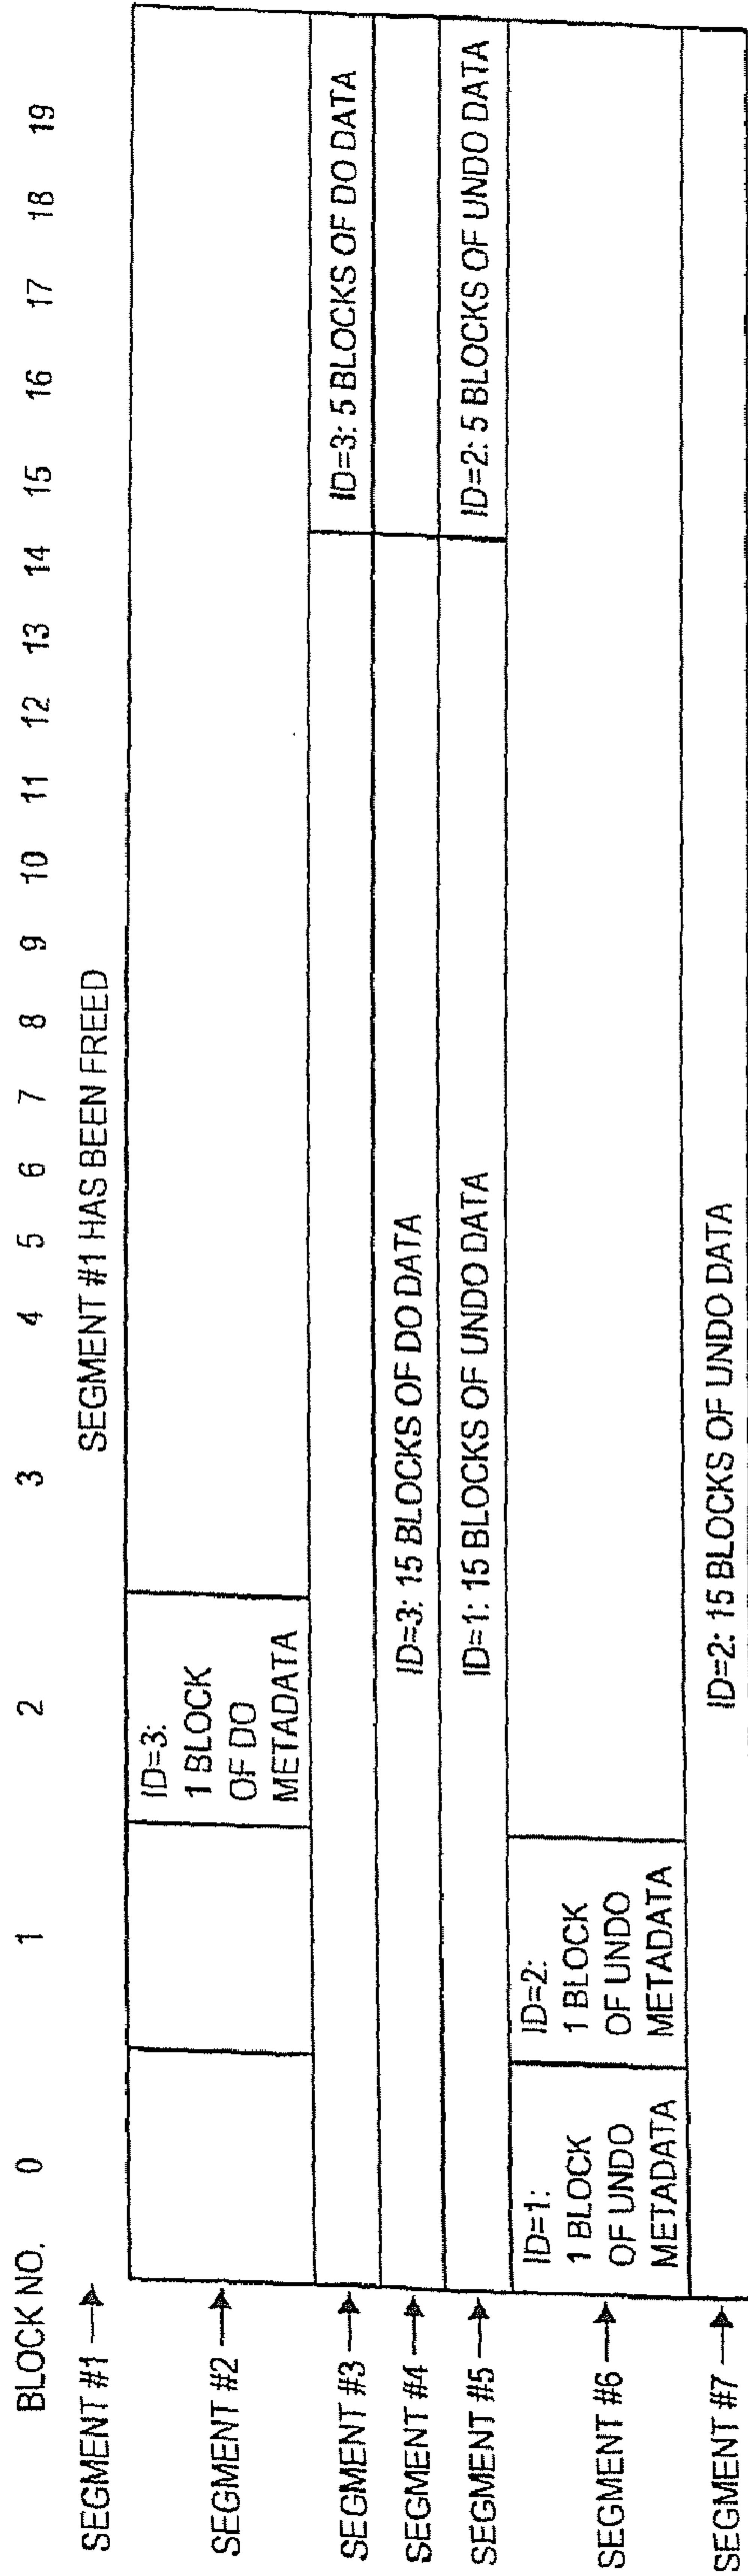 BLOCK NO. 0 1 2 3 4 5 6 7 8 9 10 11 12 13 14 15 16 17 18 19
SEGMENT #1 SEGMENT #1 HAS BEEN FREED
SEGMENT #2
ID=3:
1 BLOCK
OF DO
METADATA
SEGMENT #3 ID=3: 5 BLOCKS OF DO DATA
SEGMENT #4 ID=3: 15 BLOCKS OF DO DATA
SEGMENT #5 ID=1: 15 BLOCKS OF UNDO DATA ID=2: 5 BLOCKS OF UNDO DATA
SEGMENT #6
ID=1:
1 BLOCK
OF UNDO
METADATA
ID=2:
1 BLOCK
OF UNDO
METADATA
SEGMENT #7 ID=2: 15 BLOCKS OF UNDO DATA